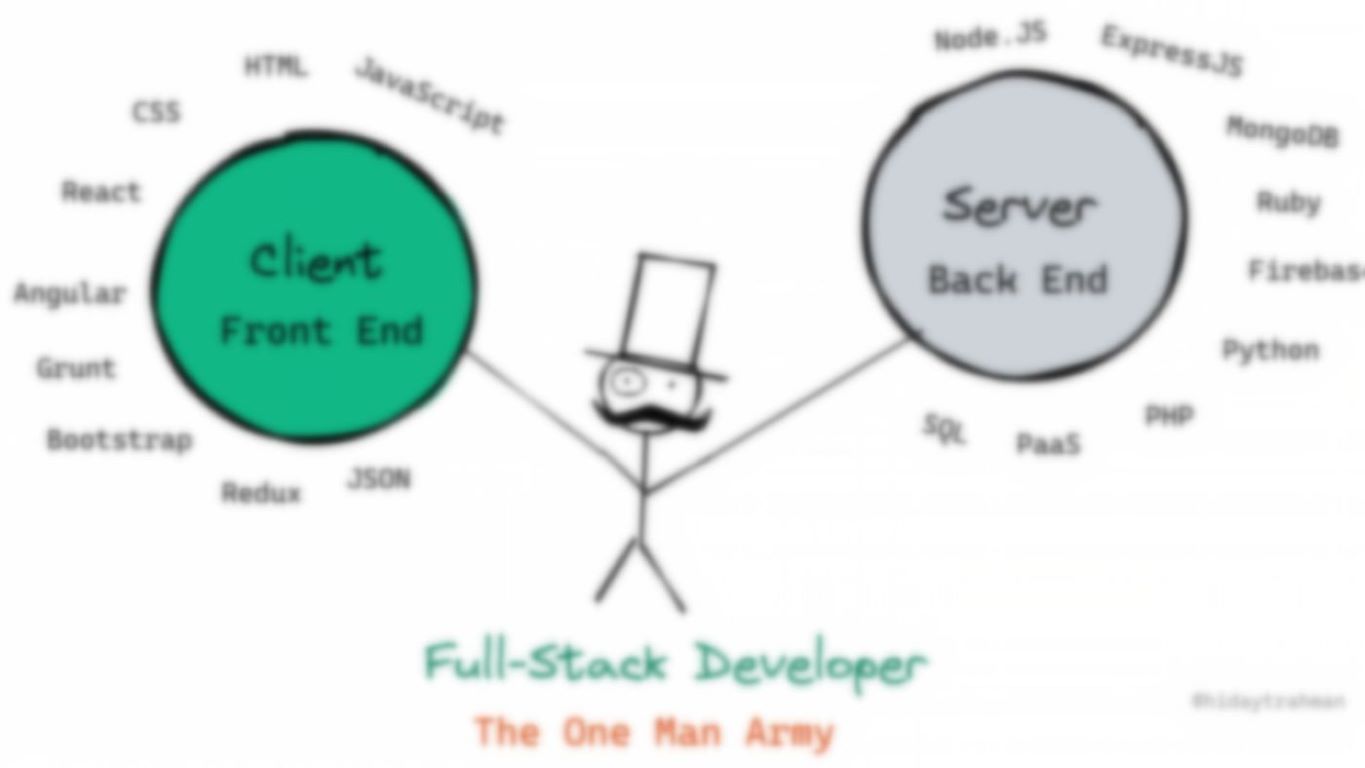 Node.JS
ExpressJS
HTML
JavaScript
CSS
MongoDB
React
Ruby
Server
Back End
Client
Front End
Firebas
Angular
Python
Grunt
PHP
SQL
PaaS
Bootstrap
JSON
Redux
Full-Stack Developer
The One Man Army
@hidaytrahman